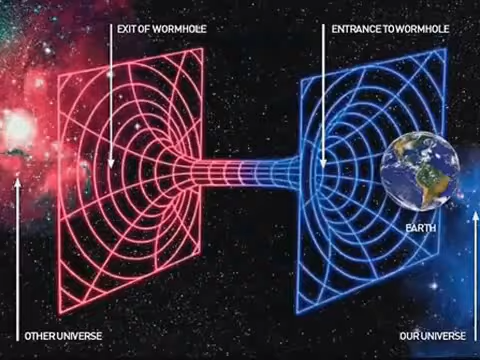 EXIT OF WORMHOLE
ENTRANCE TO WORMHOLE
EARTH
OTHER UNIVERSE
OUR UNIVERSE